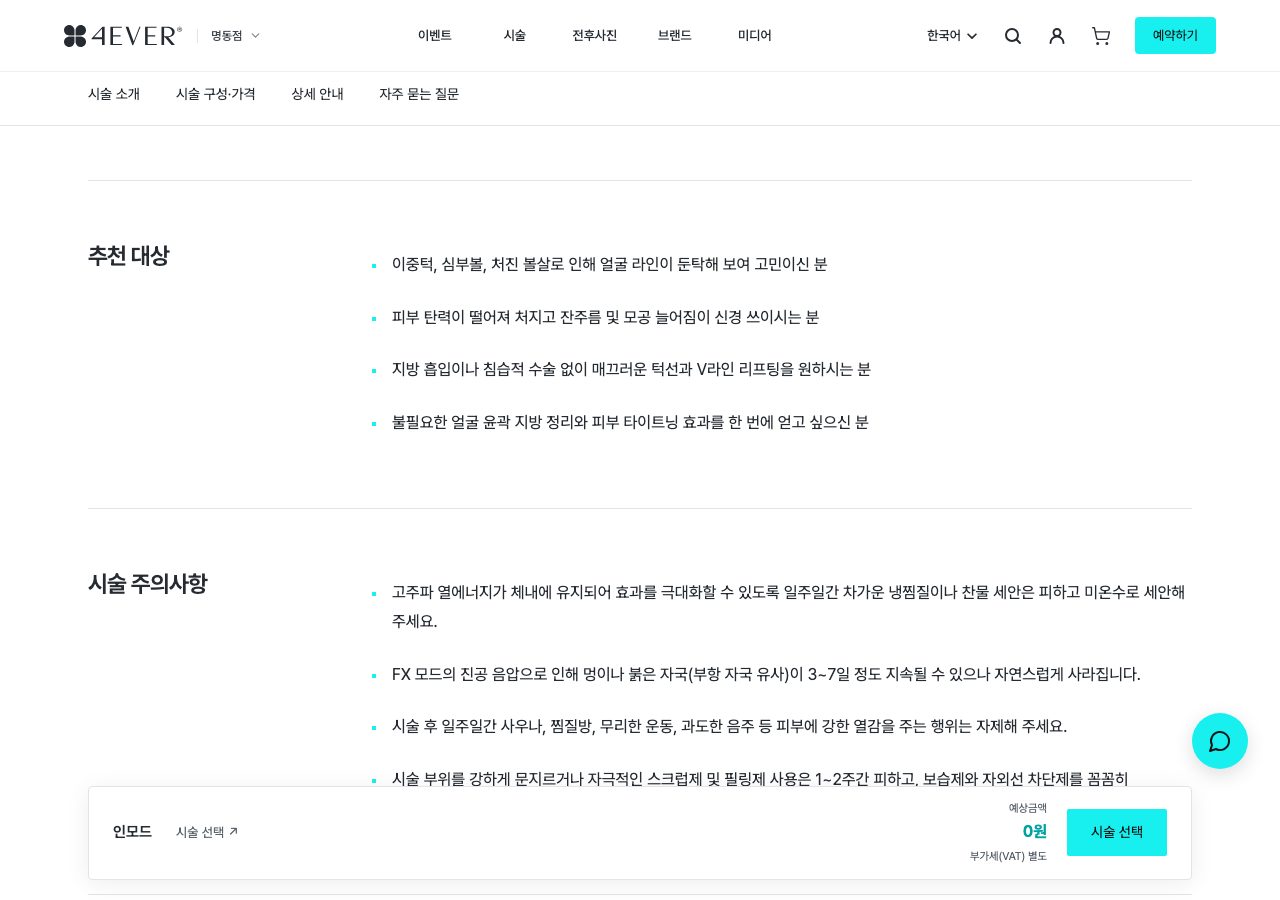 4EVER®
명동점
이벤트
시술
전후사진
브랜드
미디어
한국어
예약하기
시술 소개
시술 구성·가격
상세 안내
자주 묻는 질문
추천 대상
이중턱, 심부볼, 처진 볼살로 인해 얼굴 라인이 둔탁해 보여 고민이신 분
피부 탄력이 떨어져 처지고 잔주름 및 모공 늘어짐이 신경 쓰이시는 분
지방 흡입이나 침습적 수술 없이 매끄러운 턱선과 V라인 리프팅을 원하시는 분
불필요한 얼굴 윤곽 지방 정리와 피부 타이트닝 효과를 한 번에 얻고 싶으신 분
시술 주의사항
고주파 열에너지가 체내에 유지되어 효과를 극대화할 수 있도록 일주일간 차가운 냉찜질이나 찬물 세안은 피하고 미온수로 세안해
주세요.
FX 모드의 진공 음압으로 인해 멍이나 붉은 자국(부항 자국 유사)이 3~7일 정도 지속될 수 있으나 자연스럽게 사라집니다.
시술 후 일주일간 사우나, 찜질방, 무리한 운동, 과도한 음주 등 피부에 강한 열감을 주는 행위는 자제해 주세요.
시술 부위를 강하게 문지르거나 자극적인 스크럽제 및 필링제 사용은 1~2주간 피하고, 보습제와 자외선 차단제를 꼼꼼히
인모드
시술 선택
예상금액
0원
부가세(VAT) 별도
시술 선택